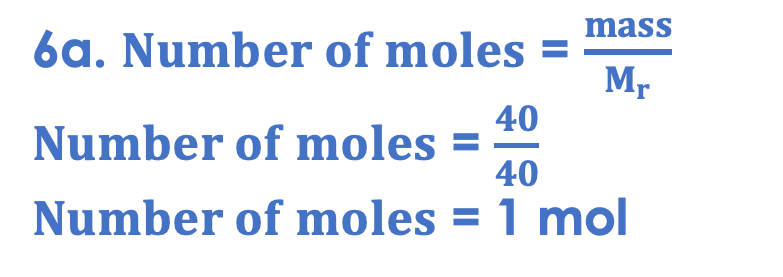 6a. Number of moles = mass/Mr
Number of moles = 40/40
Number of moles = 1 mol